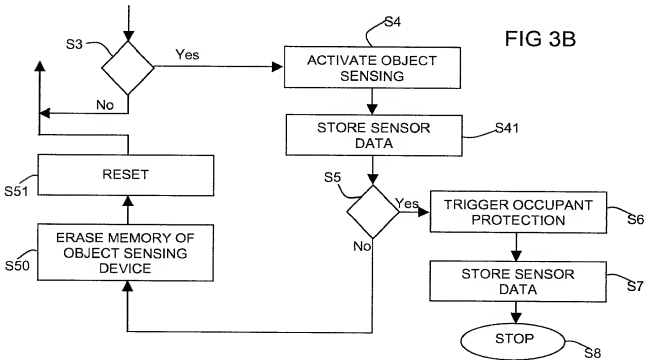 FIG 3B
S3
Yes
No
S4
ACTIVATE OBJECT
SENSING
STORE SENSOR
DATA
S41
S5
Yes
No
TRIGGER OCCUPANT
PROTECTION
S6
STORE SENSOR
DATA
S7
STOP
S8
RESET
S51
ERASE MEMORY OF
OBJECT SENSING
DEVICE
S50